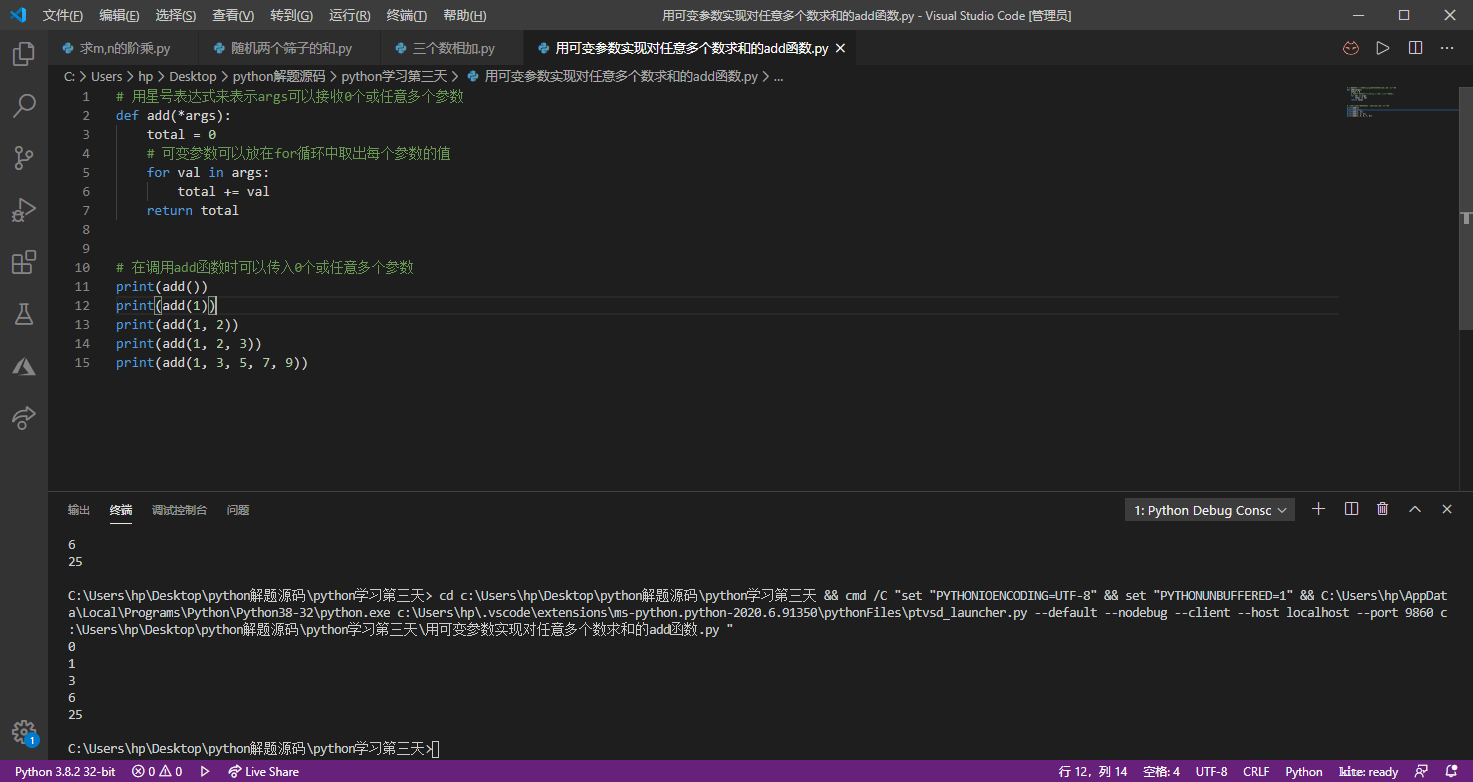 文件(F) 编辑(E) 选择(S) 查看(V) 转到(G) 运行(R) 终端(T) 帮助(H) 用可变参数实现对任意多个数求和的add函数.py - Visual Studio Code [管理员]
求m,n的阶乘.py 随机两个筛子的和.py 三个数相加.py 用可变参数实现对任意多个数求和的add函数.py
C: > Users > hp > Desktop > python解题源码 > python学习第三天 > 用可变参数实现对任意多个数求和的add函数.py > ...
1 # 用星号表达式来表示args可以接收0个或任意多个参数
2 def add(*args):
3     total = 0
4     # 可变参数可以放在for循环中取出每个参数的值
5     for val in args:
6         total += val
7     return total
8
9
10 # 在调用add函数时可以传入0个或任意多个参数
11 print(add())
12 print(add(1))
13 print(add(1, 2))
14 print(add(1, 2, 3))
15 print(add(1, 3, 5, 7, 9))
输出 终端 调试控制台 问题 1: Python Debug Consc
6
25
C:\Users\hp\Desktop\python解题源码\python学习第三天> cd c:\Users\hp\Desktop\python解题源码\python学习第三天 && cmd /C "set "PYTHONIOENCODING=UTF-8" && set "PYTHONUNBUFFERED=1" && C:\Users\hp\AppDat
a\Local\Programs\Python\Python38-32\python.exe c:\Users\hp\.vscode\extensions\ms-python.python-2020.6.91350\pythonFiles\ptvsd_launcher.py --default --nodebug --client --host localhost --port 9860 c
:\Users\hp\Desktop\python解题源码\python学习第三天\用可变参数实现对任意多个数求和的add函数.py "
0
1
3
6
25
C:\Users\hp\Desktop\python解题源码\python学习第三天>
1
Python 3.8.2 32-bit 0 0 Live Share 行 12，列 14 空格: 4 UTF-8 CRLF Python kite: ready